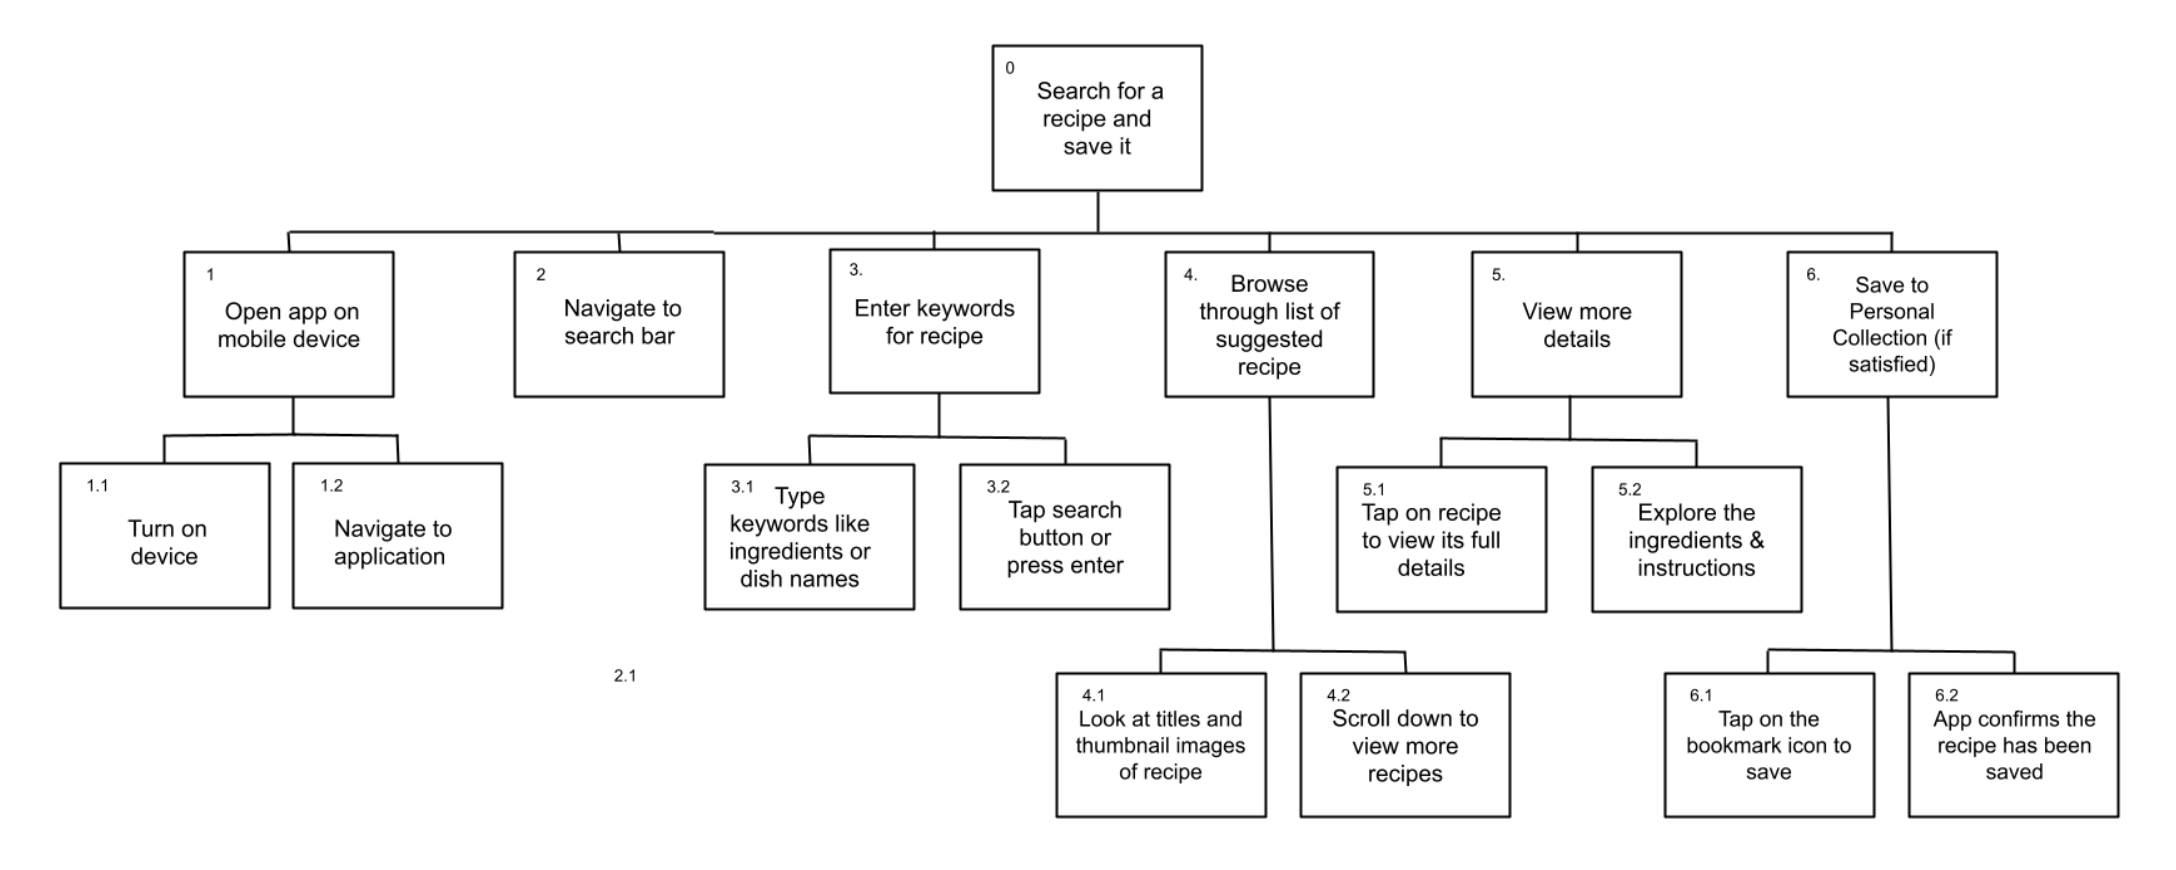 0
Search for a
recipe and
save it
1
Open app on
mobile device
2
Navigate to
search bar
3.
Enter keywords
for recipe
4.
Browse
through list of
suggested
recipe
5.
View more
details
6.
Save to
Personal
Collection (if
satisfied)
1.1
Turn on
device
1.2
Navigate to
application
3.1
Type
keywords like
ingredients or
dish names
3.2
Tap search
button or
press enter
5.1
Tap on recipe
to view its full
details
5.2
Explore the
ingredients &
instructions
2.1
4.1
Look at titles and
thumbnail images
of recipe
4.2
Scroll down to
view more
recipes
6.1
Tap on the
bookmark icon to
save
6.2
App confirms the
recipe has been
saved